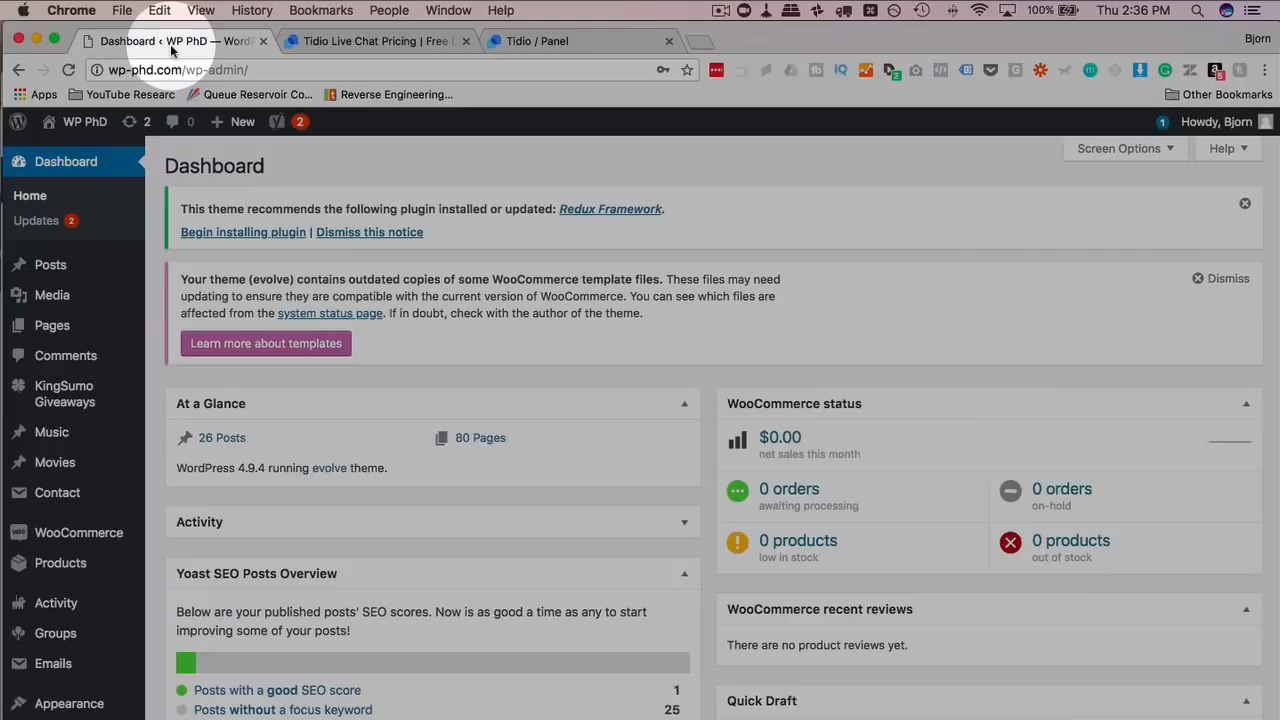 Chrome File Edit View History Bookmarks People Window Help 100% Thu 2:36 PM
Dashboard ‹ WP PhD — WordP Tidio Live Chat Pricing | Free L Tidio / Panel Bjorn
wp-phd.com/wp-admin/
Apps YouTube Researc Queue Reservoir Co... Reverse Engineering... Other Bookmarks
WP PhD 2 0 + New 2 1 Howdy, Bjorn
Dashboard
Home
Updates 2
Posts
Media
Pages
Comments
KingSumo
Giveaways
Music
Movies
Contact
WooCommerce
Products
Activity
Groups
Emails
Appearance
Screen Options Help
Dashboard
This theme recommends the following plugin installed or updated: Redux Framework.
Begin installing plugin | Dismiss this notice
Your theme (evolve) contains outdated copies of some WooCommerce template files. These files may need
updating to ensure they are compatible with the current version of WooCommerce. You can see which files are
affected from the system status page. If in doubt, check with the author of the theme.
Dismiss
Learn more about templates
At a Glance
26 Posts 80 Pages
WordPress 4.9.4 running evolve theme.
Activity
Yoast SEO Posts Overview
Below are your published posts' SEO scores. Now is as good a time as any to start
improving some of your posts!
Posts with a good SEO score 1
Posts without a focus keyword 25
WooCommerce status
$0.00
net sales this month
0 orders
awaiting processing
0 orders
on-hold
0 products
low in stock
0 products
out of stock
WooCommerce recent reviews
There are no product reviews yet.
Quick Draft